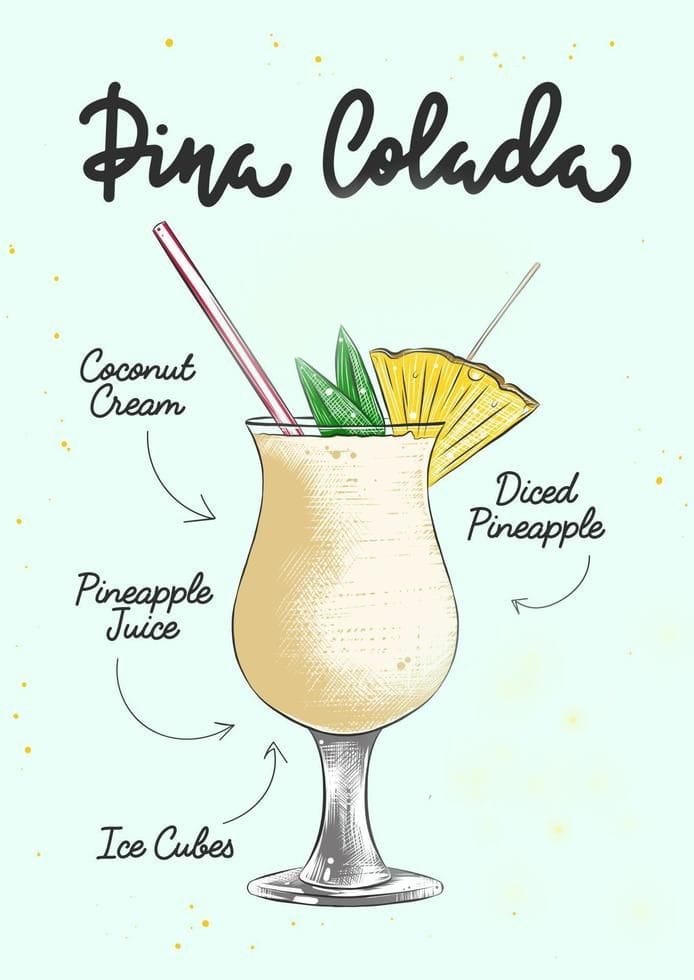 Pina Colada
Coconut
Cream
Diced
Pineapple
Pineapple
Juice
Ice Cubes